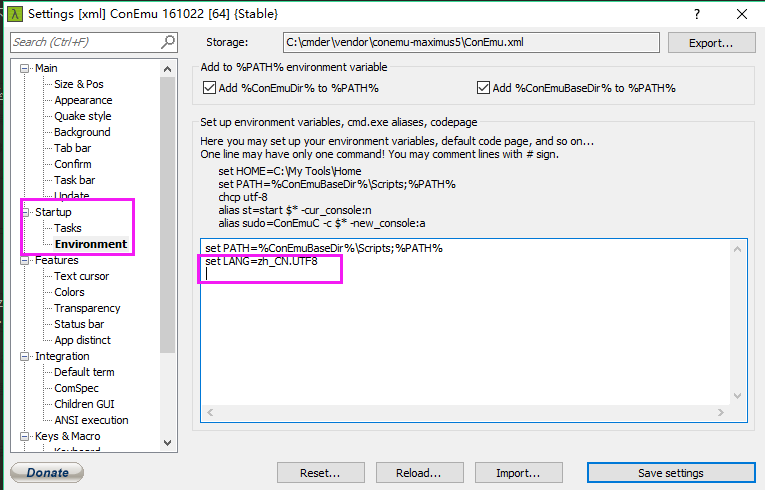 Settings [xml] ConEmu 161022 [64] {Stable}
Search (Ctrl+F)
Storage:
C:\cmder\vendor\conemu-maximus5\ConEmu.xml
Export...
Main
Size & Pos
Appearance
Quake style
Background
Tab bar
Confirm
Task bar
Update
Startup
Tasks
Environment
Features
Text cursor
Colors
Transparency
Status bar
App distinct
Integration
Default term
ComSpec
Children GUI
ANSI execution
Keys & Macro
Keyboard
Add to %PATH% environment variable
Add %ConEmuDir% to %PATH%
Add %ConEmuBaseDir% to %PATH%
Set up environment variables, cmd.exe aliases, codepage
Here you may set up your environment variables, default code page, and so on...
One line may have only one command! You may comment lines with # sign.
set HOME=C:\My Tools\Home
set PATH=%ConEmuBaseDir%\Scripts;%PATH%
chcp utf-8
alias st=start $* -cur_console:n
alias sudo=ConEmuC -c $* -new_console:a
set PATH=%ConEmuBaseDir%\Scripts;%PATH%
set LANG=zh_CN.UTF8
Donate
Reset...
Reload...
Import...
Save settings